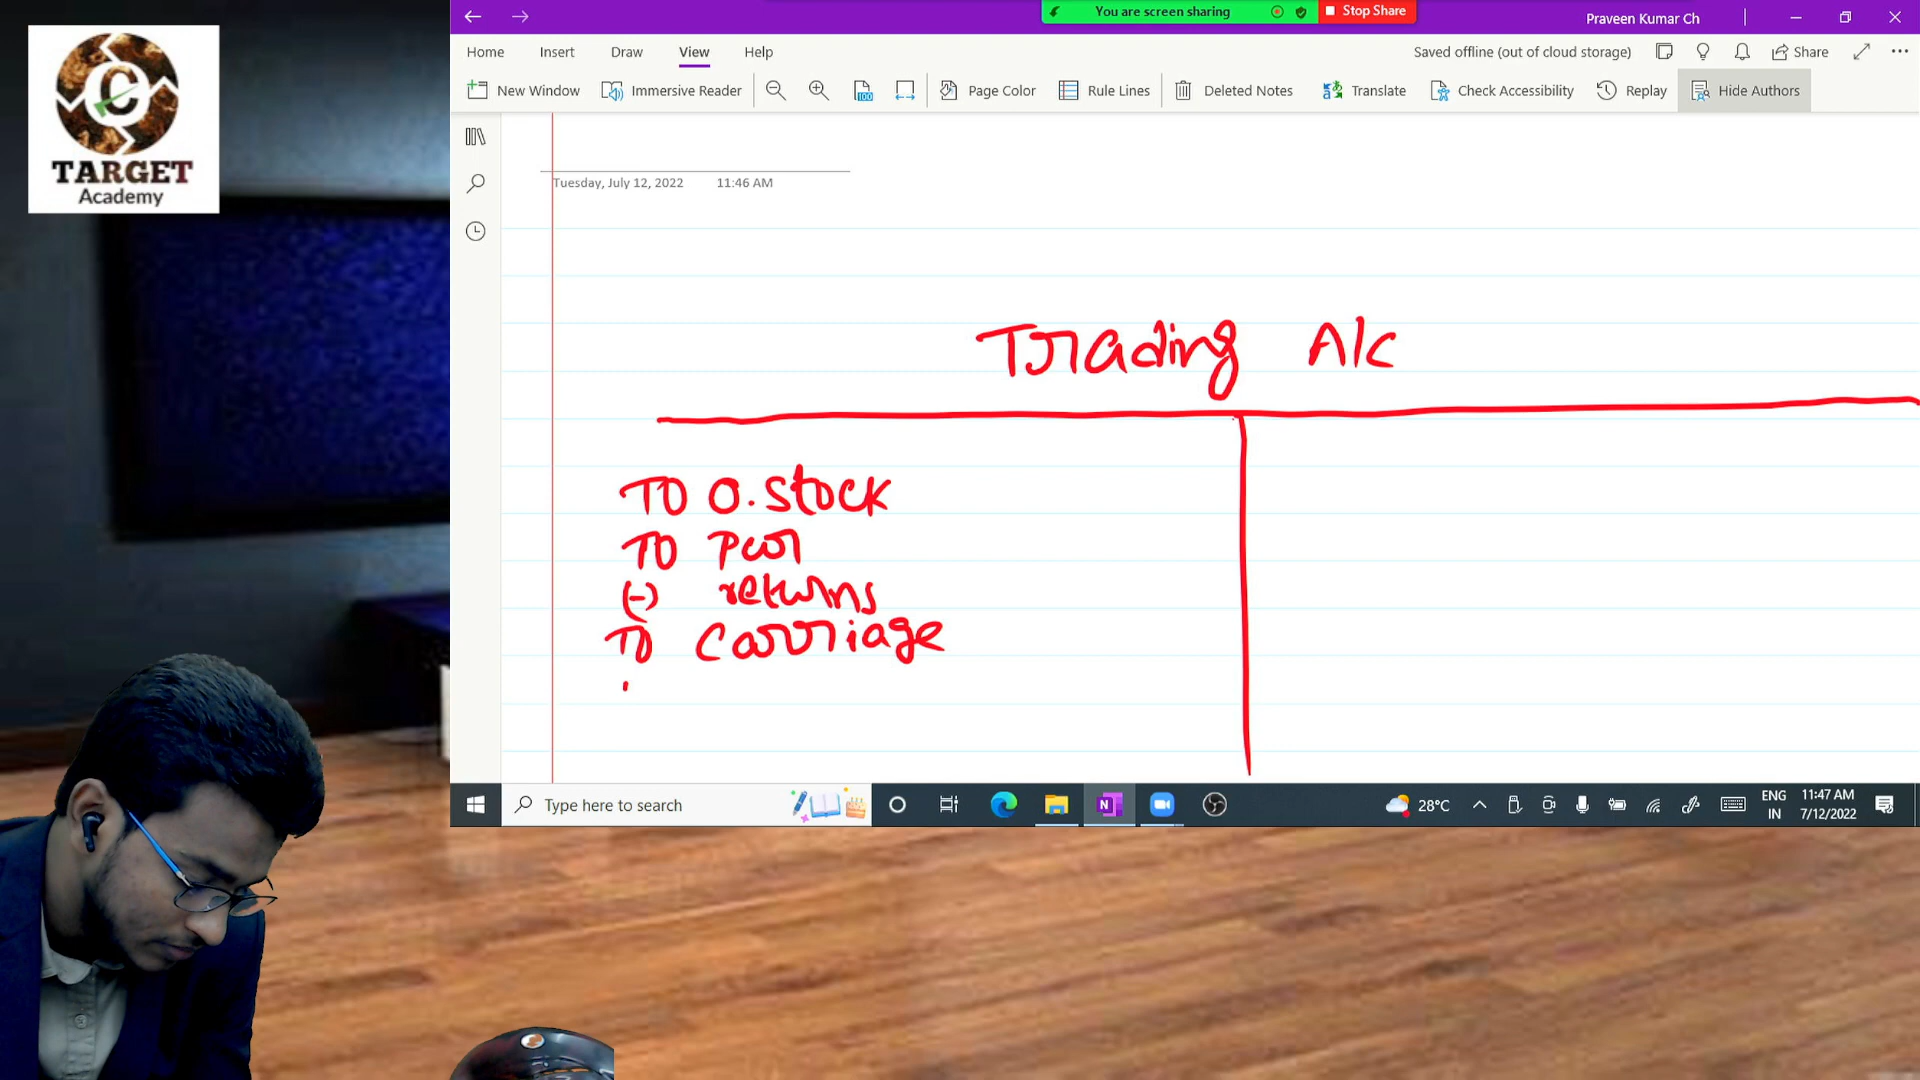 C
TARGET
Academy
You are screen sharing
Stop Share
Praveen Kumar Ch
Home Insert Draw View Help
Saved offline (out of cloud storage)
Share
New Window Immersive Reader Page Color Rule Lines Deleted Notes Translate Check Accessibility Replay Hide Authors
Tuesday, July 12, 2022 11:46 AM
Trading A/c
TO O.Stock
TO Pur
(-) returns
TO Carriage
Type here to search
28°C
ENG
IN
11:47 AM
7/12/2022